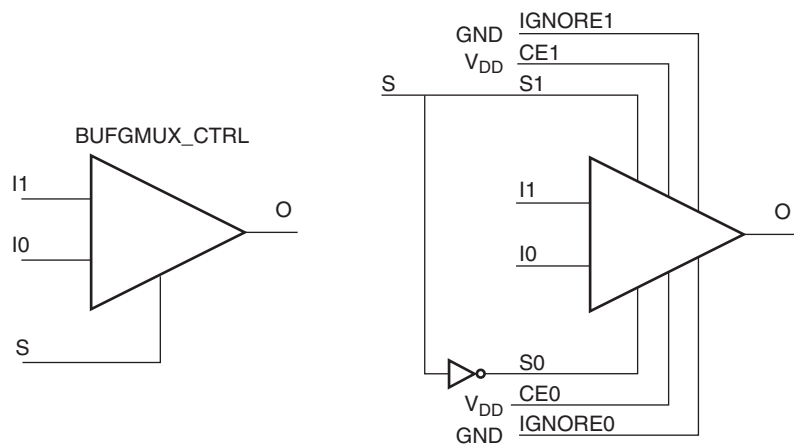 BUFGMUX_CTRL
I1
I0
O
S
GND IGNORE1
VDD CE1
S S1
I1
I0
O
S0
VDD CE0
GND IGNORE0